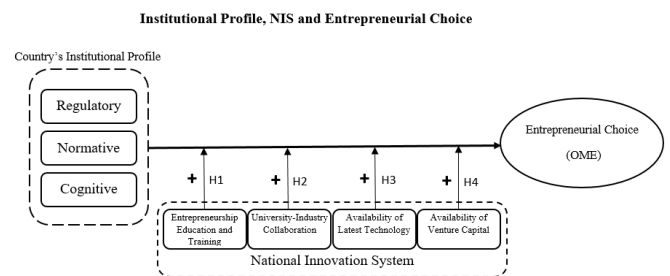 Institutional Profile, NIS and Entrepreneurial Choice
Country's Institutional Profile
Regulatory
Normative
Cognitive
Entrepreneurial Choice
(OME)
+ H1
+ H2
+ H3
+ H4
Entrepreneurship
Education and
Training
University-Industry
Collaboration
Availability of
Latest Technology
Availability of
Venture Capital
National Innovation System